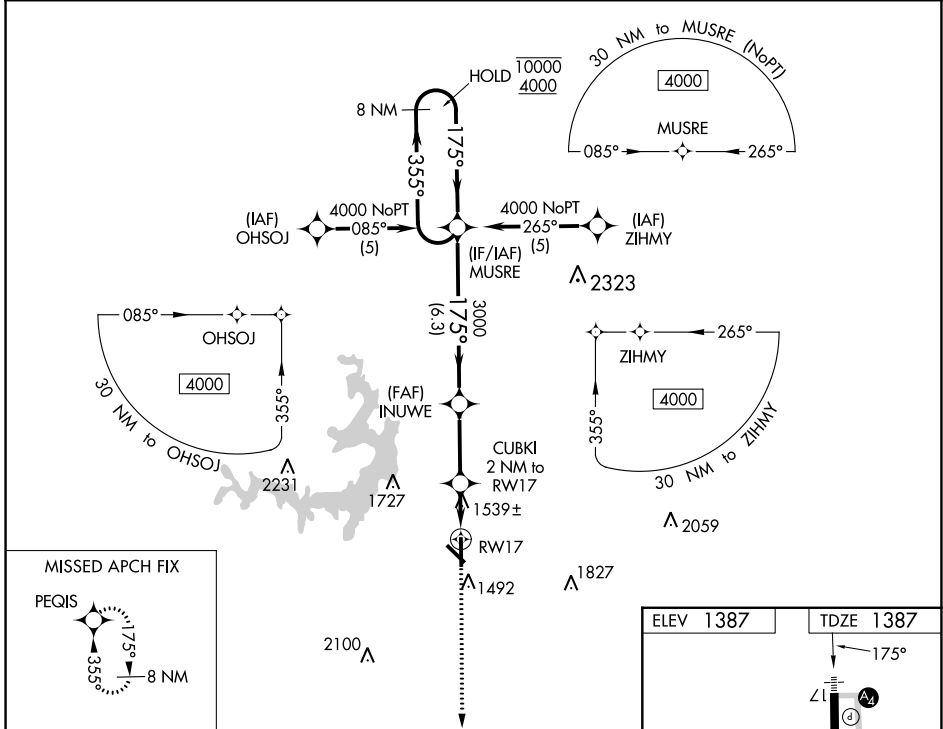 30 NM to MUSRE (NoPT)
4000
MUSRE
085°
265°
HOLD
10000
4000
8 NM
175°
355°
(IAF)
OHSOJ
4000 NoPT
085°
(5)
4000 NoPT
265°
(5)
(IAF)
ZIHMY
(IF/IAF)
MUSRE
2323
3000
175°
(6.3)
085°
OHSOJ
4000
355°
30 NM to OHSOJ
265°
ZIHMY
4000
355°
30 NM to ZIHMY
(FAF)
INUWE
2231
1727
CUBKI
2 NM to
RW17
1539±
2059
RW17
1492
1827
2100
MISSED APCH FIX
PEQIS
175°
355°
8 NM
ELEV 1387
TDZE 1387
175°
17
A4
P